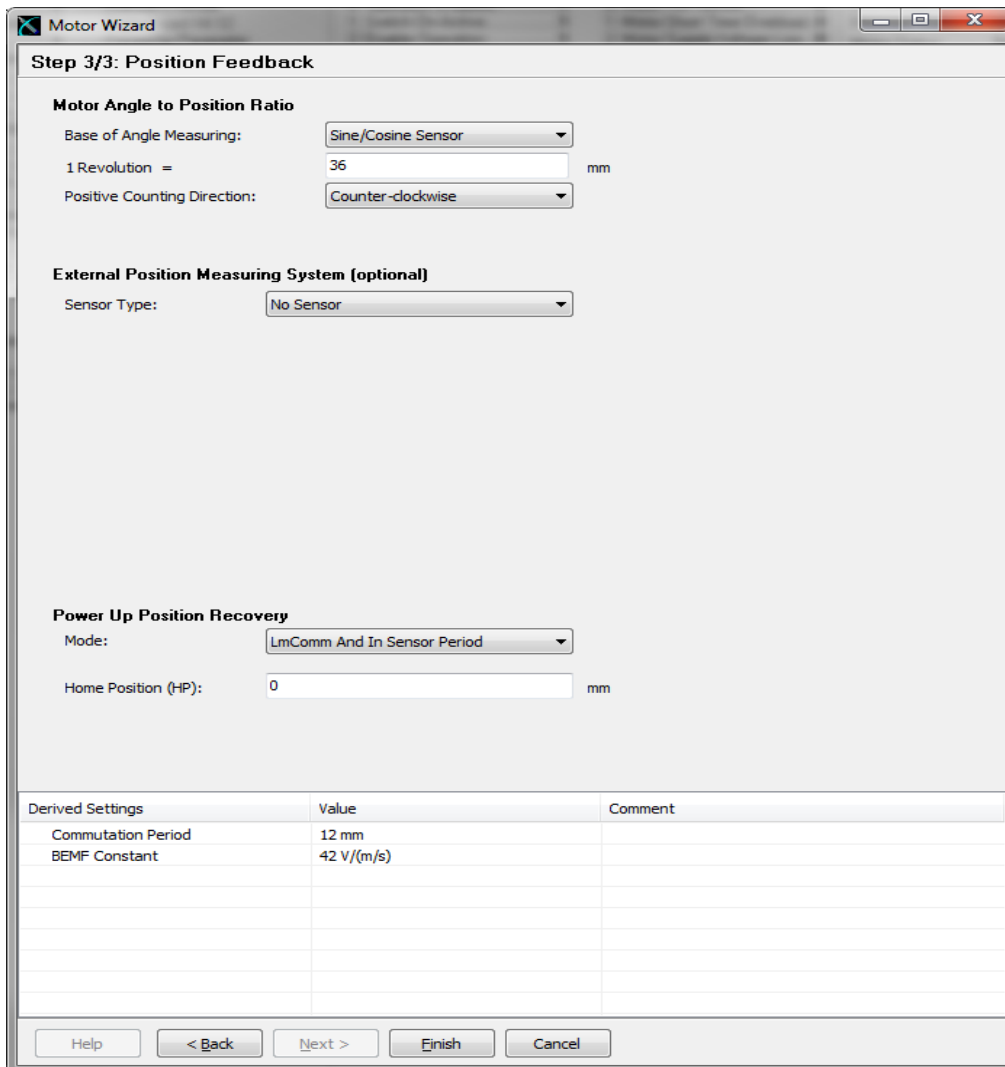 Motor Wizard
Step 3/3: Position Feedback
Motor Angle to Position Ratio
Base of Angle Measuring: Sine/Cosine Sensor
1 Revolution = 36 mm
Positive Counting Direction: Counter-clockwise
External Position Measuring System (optional)
Sensor Type: No Sensor
Power Up Position Recovery
Mode: LmComm And In Sensor Period
Home Position (HP): 0 mm
Derived Settings Value Comment
Commutation Period 12 mm
BEMF Constant 42 V/(m/s)
Help < Back Next > Finish Cancel